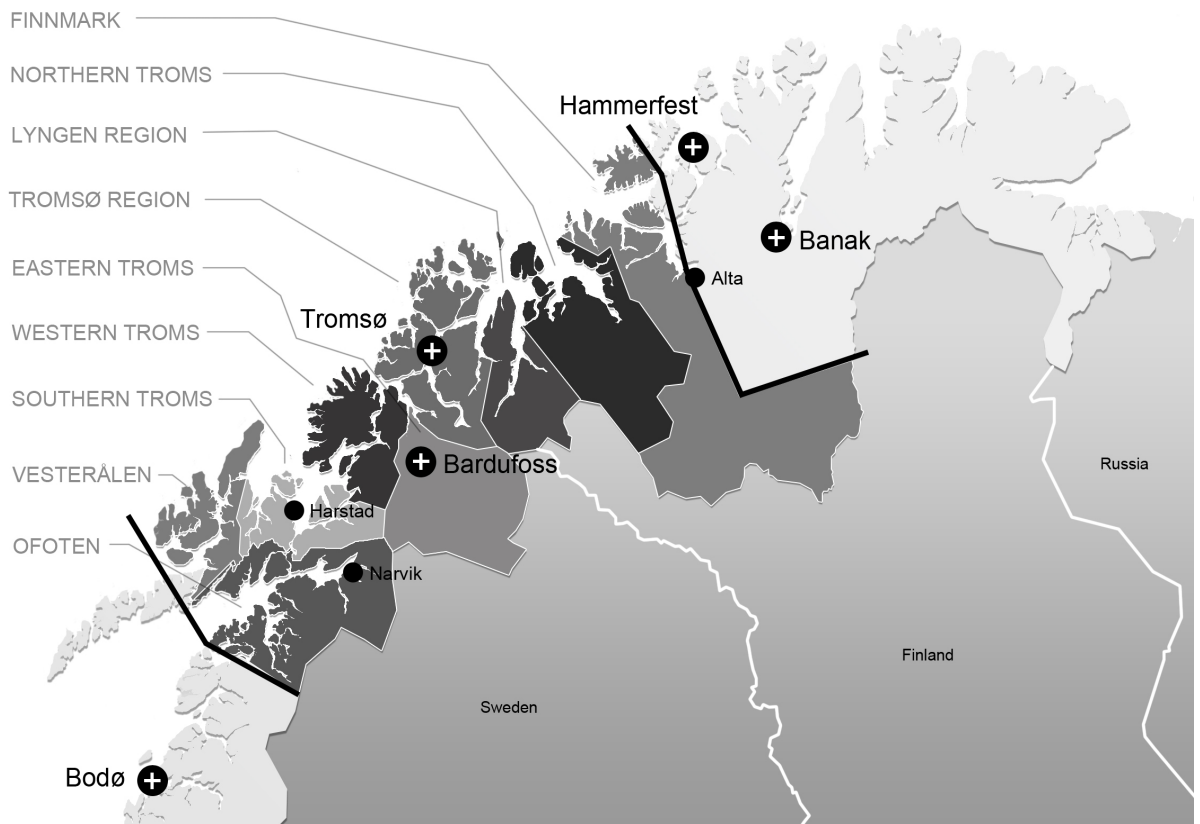 FINNMARK
NORTHERN TROMS
LYNGEN REGION
TROMSØ REGION
EASTERN TROMS
WESTERN TROMS
SOUTHERN TROMS
VESTERÅLEN
OFOTEN
Hammerfest
Banak
Alta
Tromsø
Bardufoss
Harstad
Narvik
Bodø
Sweden
Finland
Russia